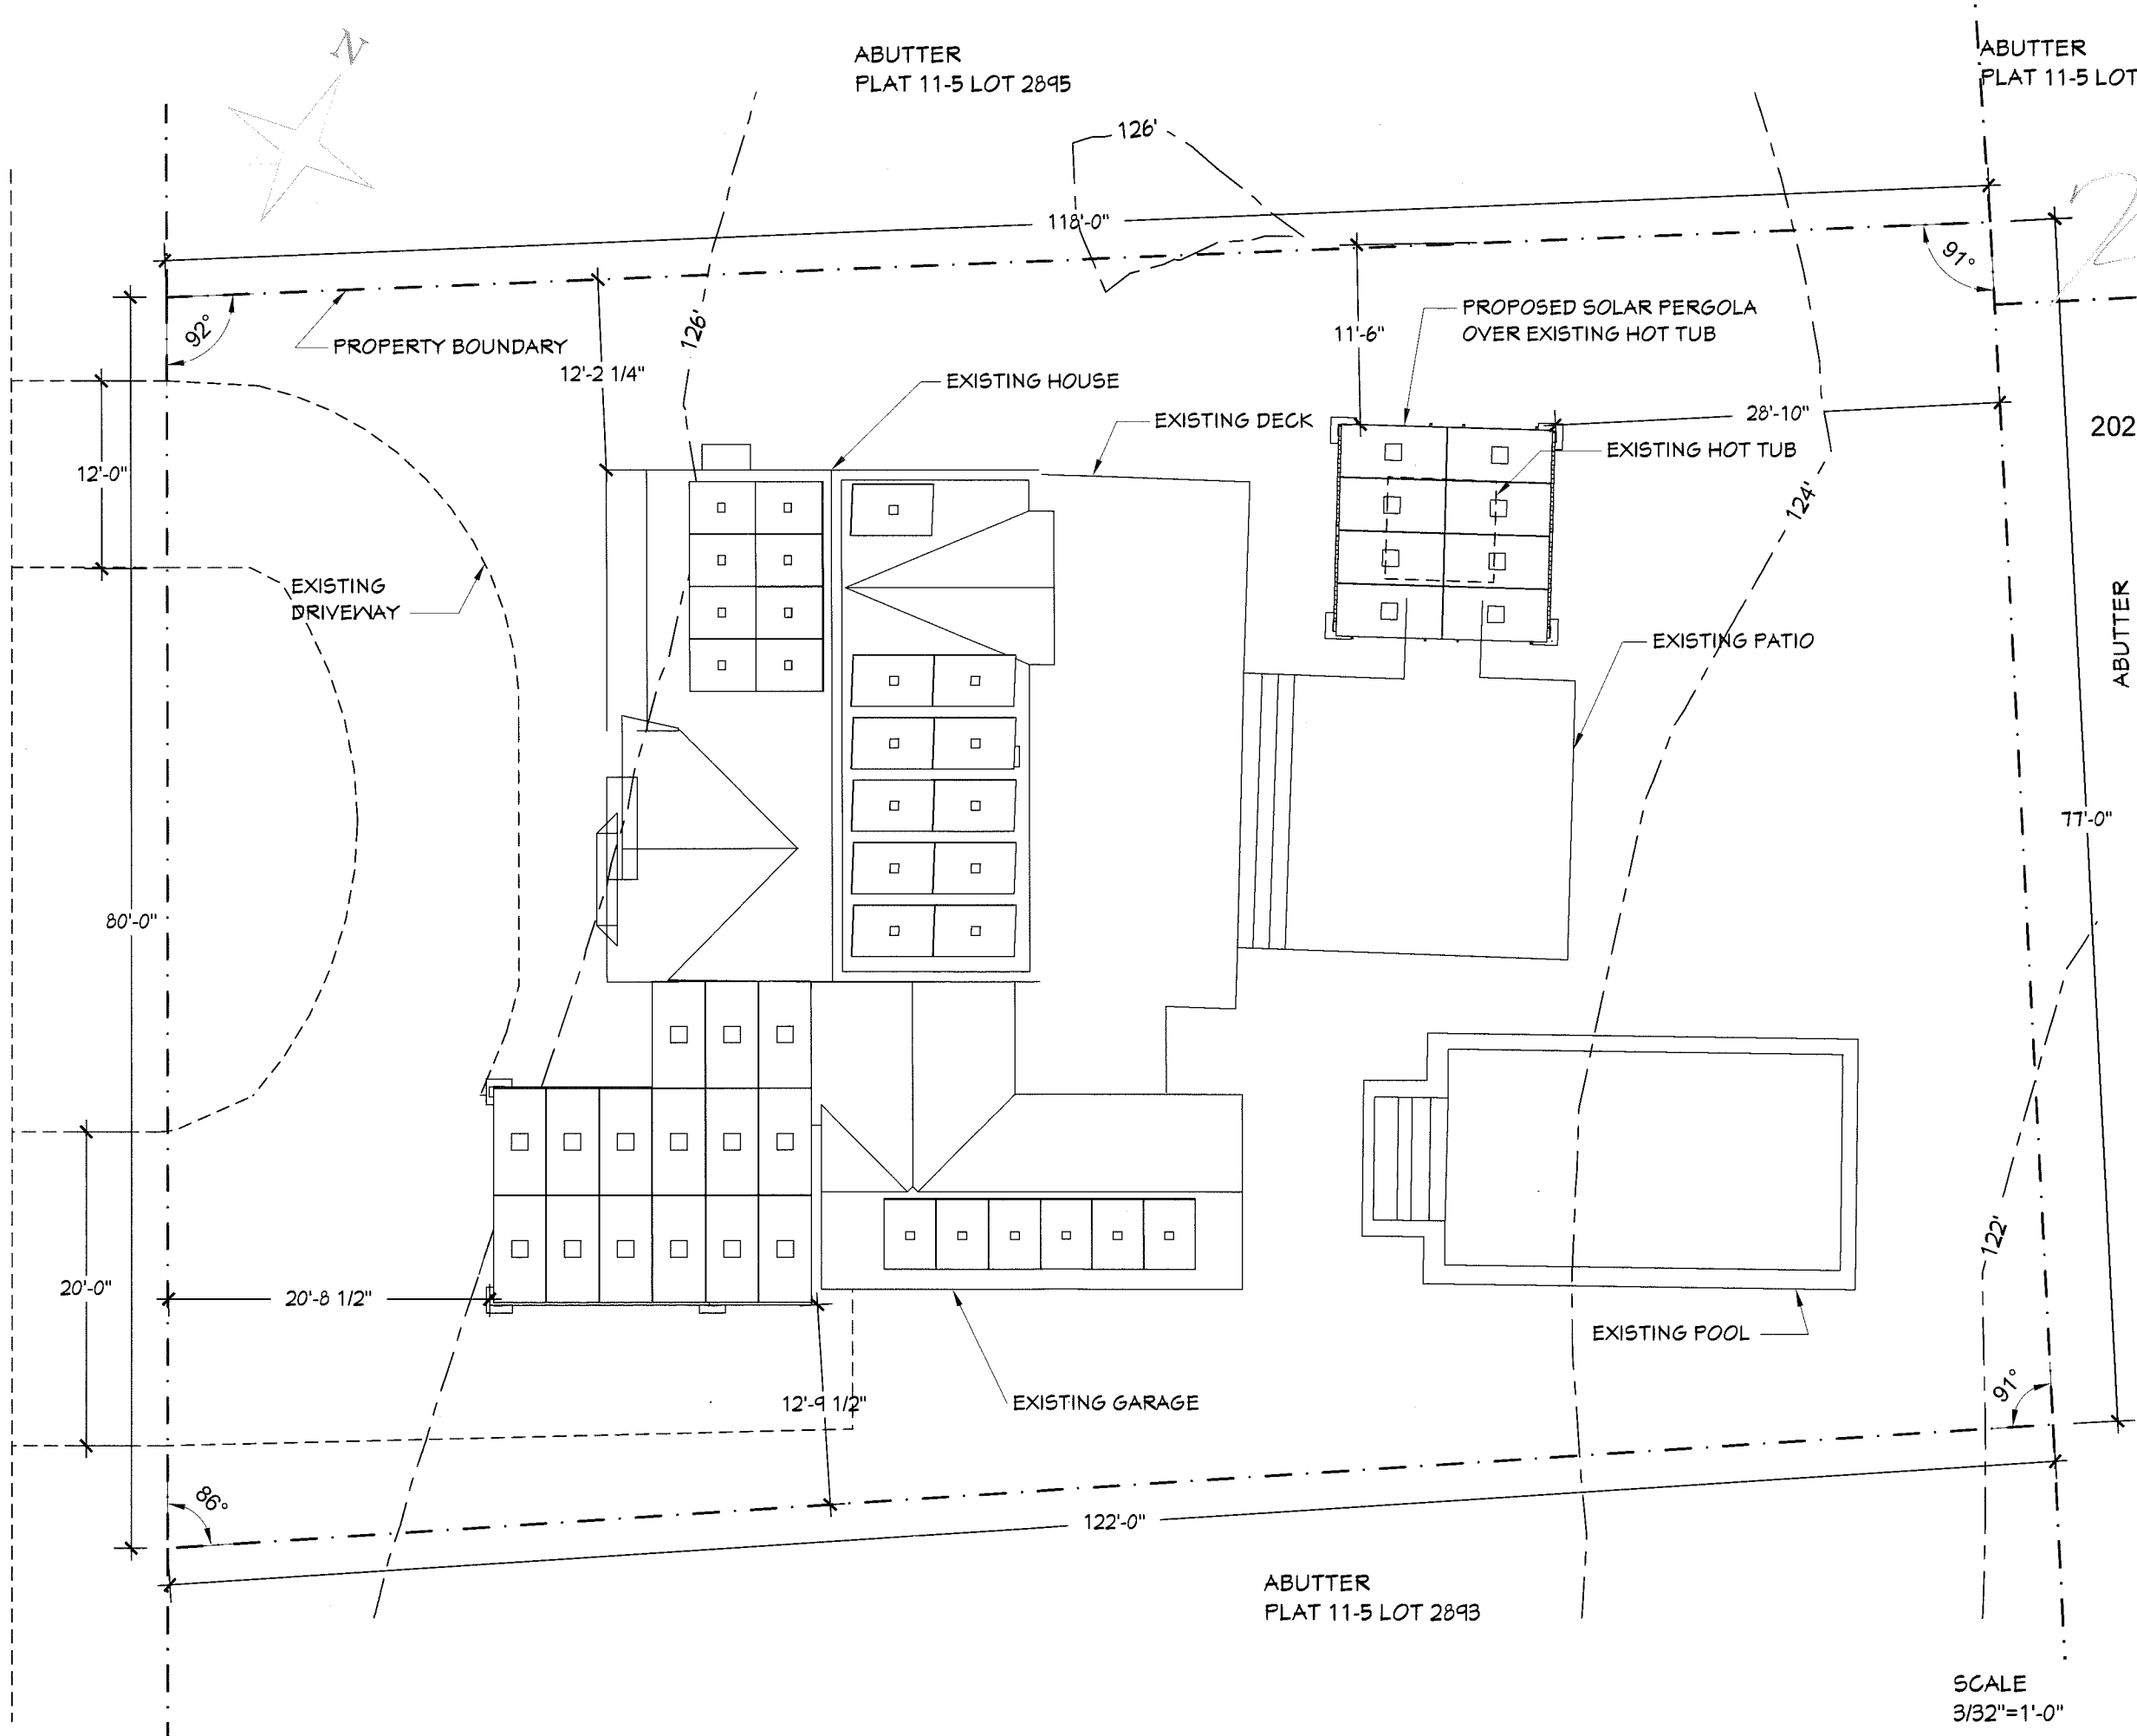 N
ABUTTER
PLAT 11-5 LOT 2895
ABUTTER
PLAT 11-5 LOT
126'
118'-0"
2
92°
PROPERTY BOUNDARY
126'
12'-2 1/4"
11'-6"
PROPOSED SOLAR PERGOLA
OVER EXISTING HOT TUB
91°
EXISTING HOUSE
EXISTING DECK
28'-10"
202
EXISTING HOT TUB
12'-0"
124'
EXISTING
DRIVEWAY
EXISTING PATIO
ABUTTER
77'-0"
80'-0"
122'
20'-0"
20'-8 1/2"
EXISTING POOL
12'-9 1/2"
EXISTING GARAGE
91°
86°
122'-0"
ABUTTER
PLAT 11-5 LOT 2893
SCALE
3/32"=1'-0"